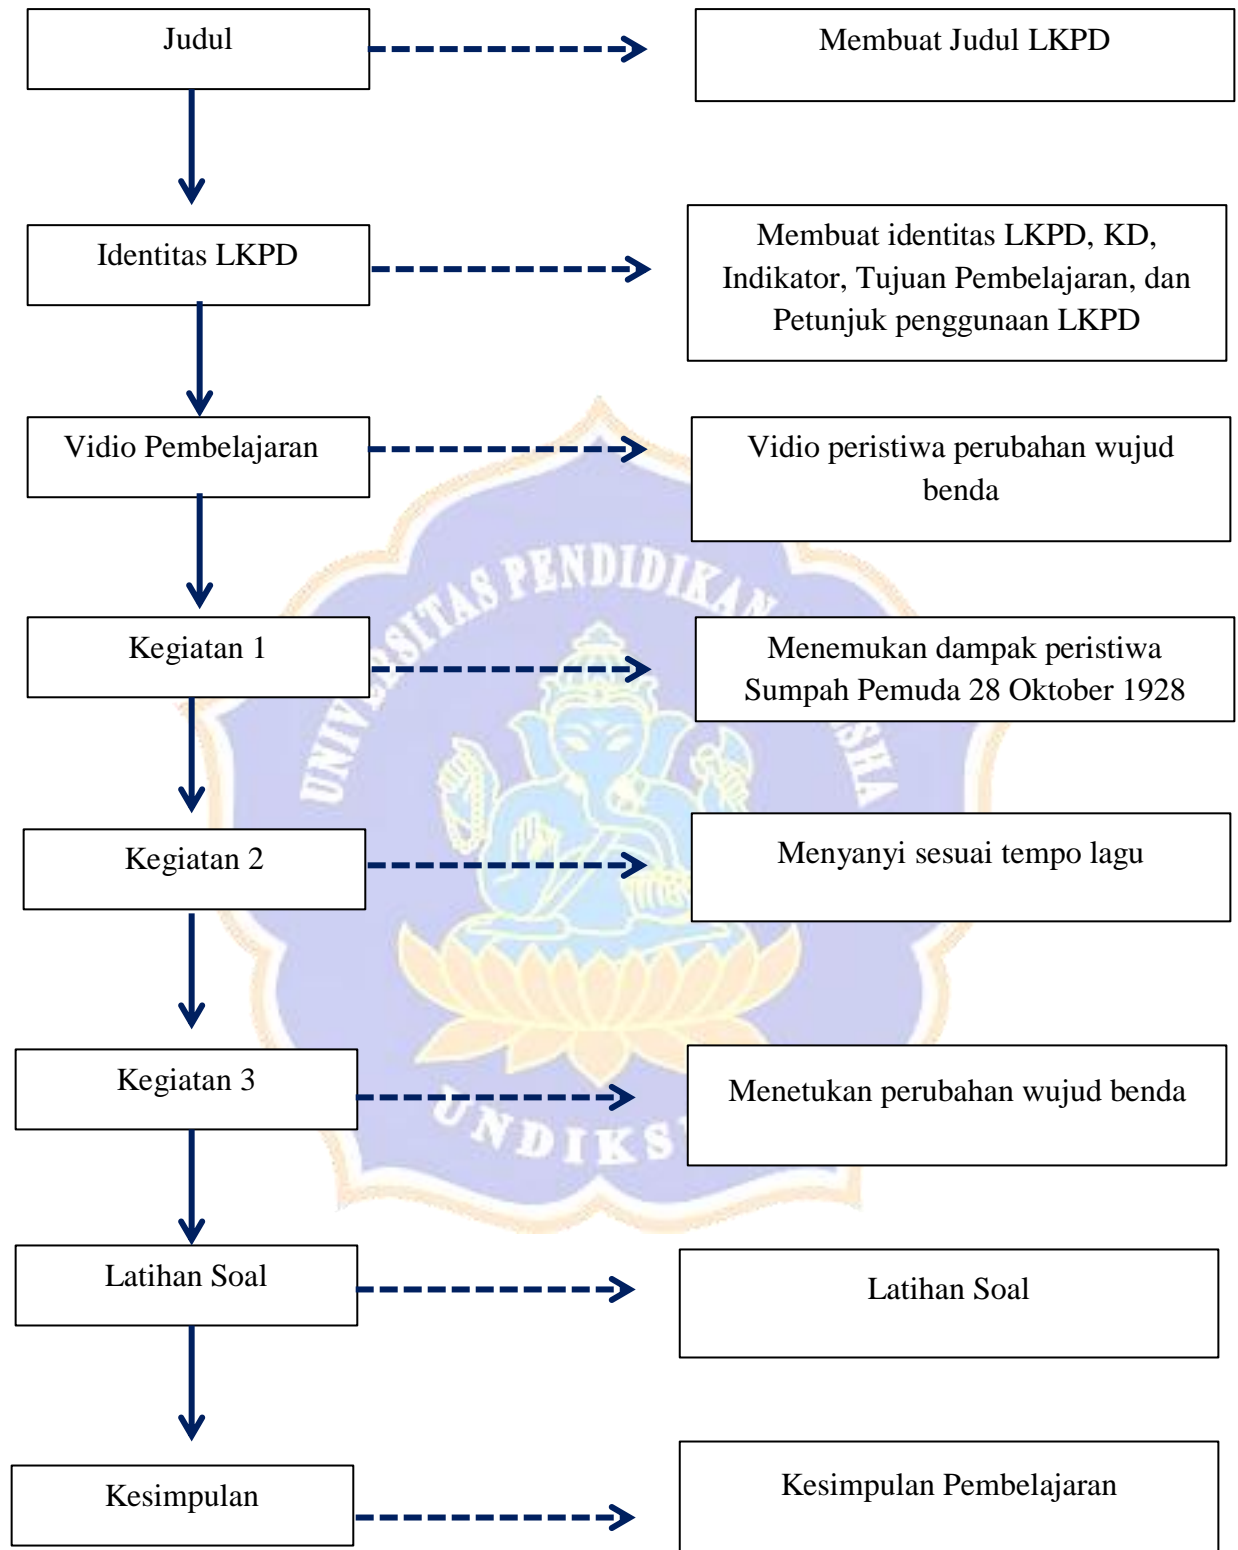 Judul
Membuat Judul LKPD
Identitas LKPD
Membuat identitas LKPD, KD,
Indikator, Tujuan Pembelajaran, dan
Petunjuk penggunaan LKPD
Vidio Pembelajaran
Vidio peristiwa perubahan wujud
benda
Kegiatan 1
Menemukan dampak peristiwa
Sumpah Pemuda 28 Oktober 1928
Kegiatan 2
Menyanyi sesuai tempo lagu
Kegiatan 3
Menetukan perubahan wujud benda
Latihan Soal
Latihan Soal
Kesimpulan
Kesimpulan Pembelajaran
UNIVERSITAS PENDIDIKAN